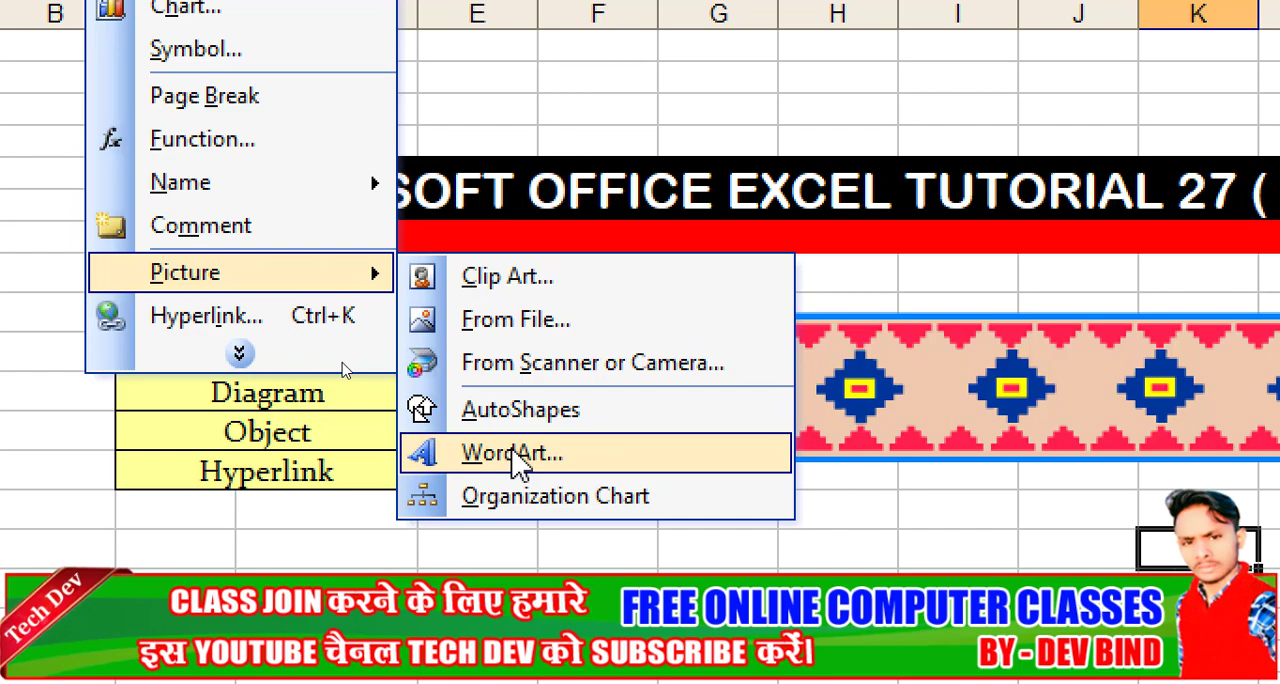 B E F G H I J K
Chart...
Symbol...
Page Break
Function...
Name
Comment
Picture
Hyperlink... Ctrl+K
SOFT OFFICE EXCEL TUTORIAL 27 (
Clip Art...
From File...
From Scanner or Camera...
AutoShapes
WordArt...
Organization Chart
Diagram
Object
Hyperlink
Tech Dev
CLASS JOIN करने के लिए हमारे
इस YOUTUBE चैनल TECH DEV को SUBSCRIBE करें।
FREE ONLINE COMPUTER CLASSES
BY - DEV BIND